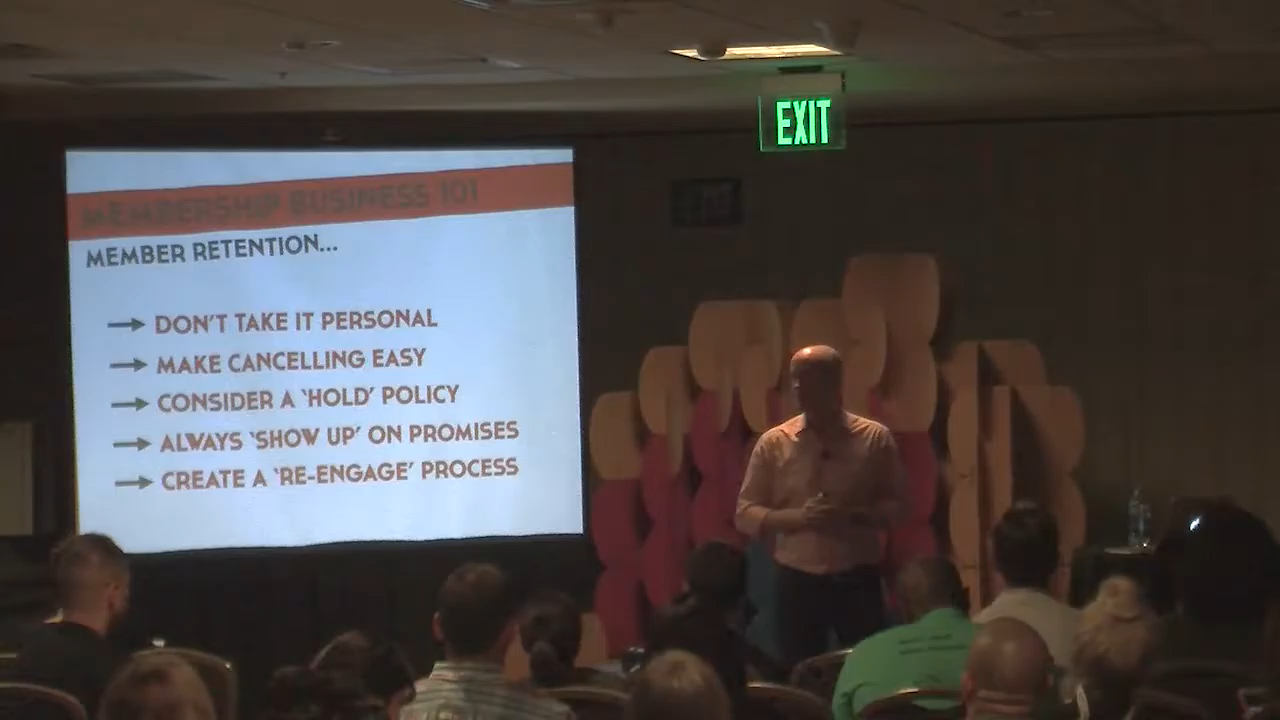 EXIT
MEMBERSHIP BUSINESS 101
MEMBER RETENTION...
→ DON'T TAKE IT PERSONAL
→ MAKE CANCELLING EASY
→ CONSIDER A 'HOLD' POLICY
→ ALWAYS 'SHOW UP' ON PROMISES
→ CREATE A 'RE-ENGAGE' PROCESS